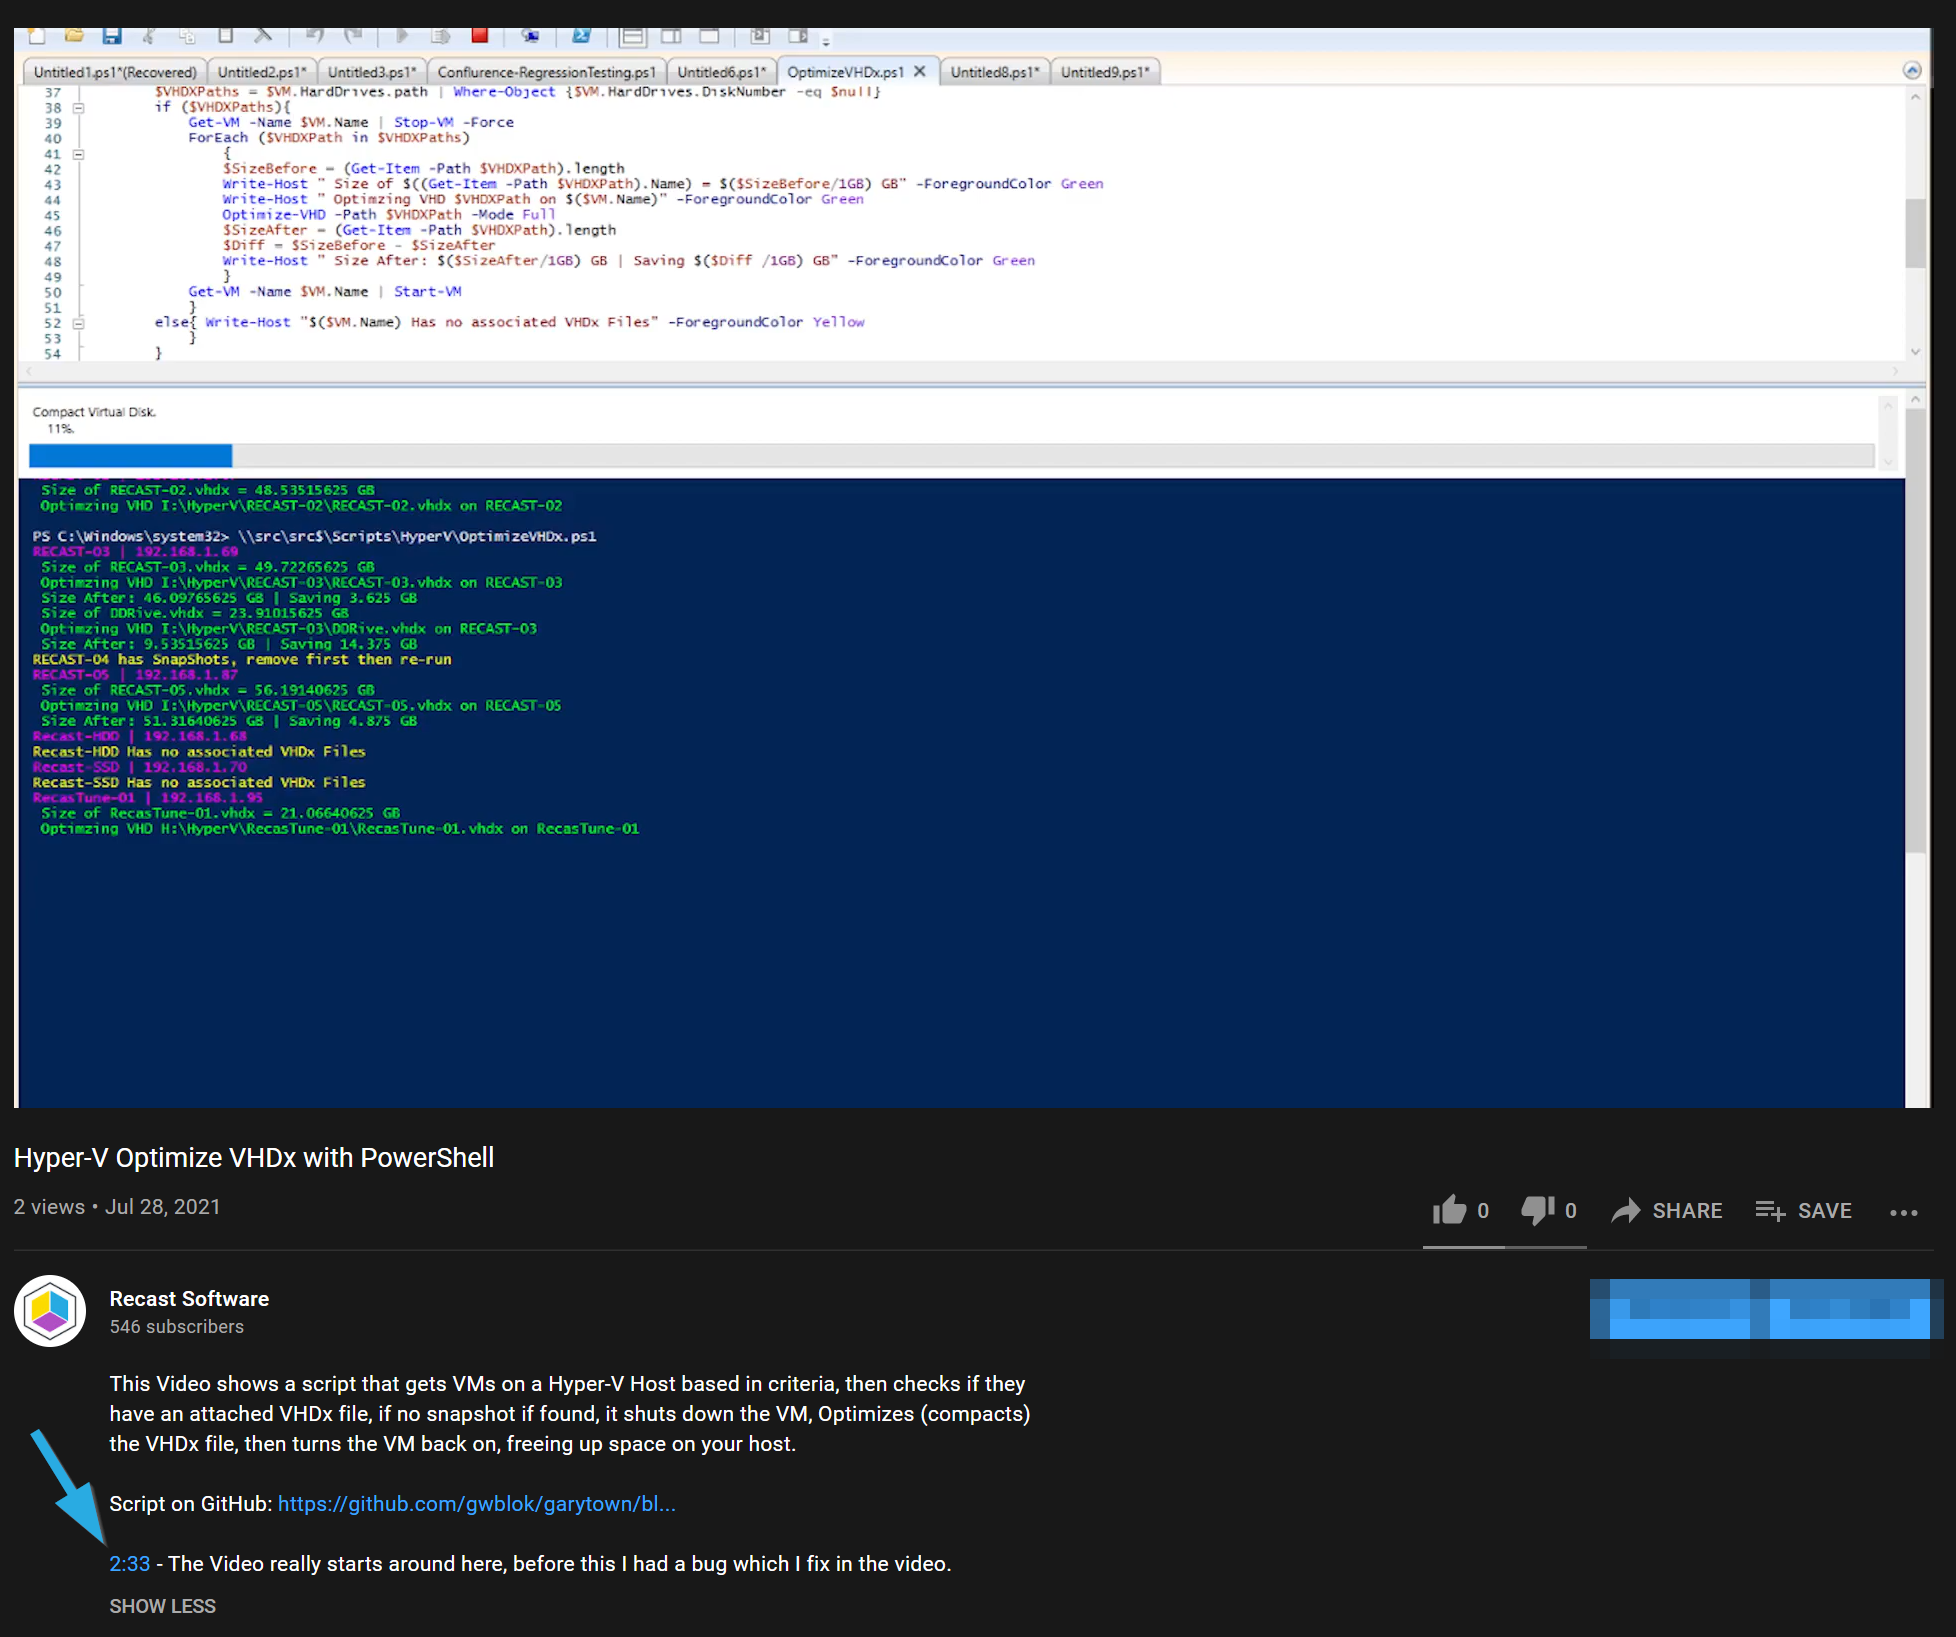 Untitled1.ps1*(Recovered) Untitled2.ps1* Untitled3.ps1* Conflurence-RegressionTesting.ps1 Untitled6.ps1* OptimizeVHDx.ps1 Untitled8.ps1* Untitled9.ps1*
37 $VHDXPaths = $VM.HardDrives.path | Where-Object {$VM.HardDrives.DiskNumber -eq $null}
38 if ($VHDXPaths){
39 Get-VM -Name $VM.Name | Stop-VM -Force
40 ForEach ($VHDXPath in $VHDXPaths)
41 {
42 $SizeBefore = (Get-Item -Path $VHDXPath).length
43 Write-Host " Size of $((Get-Item -Path $VHDXPath).Name) = $($SizeBefore/1GB) GB" -ForegroundColor Green
44 Write-Host " Optimzing VHD $VHDXPath on $($VM.Name)" -ForegroundColor Green
45 Optimize-VHD -Path $VHDXPath -Mode Full
46 $SizeAfter = (Get-Item -Path $VHDXPath).length
47 $Diff = $SizeBefore - $SizeAfter
48 Write-Host " Size After: $($SizeAfter/1GB) GB | Saving $($Diff /1GB) GB" -ForegroundColor Green
49 }
50 Get-VM -Name $VM.Name | Start-VM
51 }
52 else{ Write-Host "$($VM.Name) Has no associated VHDx Files" -ForegroundColor Yellow
53 }
54 }
Compact Virtual Disk.
11%.
Size of RECAST-02.vhdx = 48.53515625 GB
Optimzing VHD I:\HyperV\RECAST-02\RECAST-02.vhdx on RECAST-02
PS C:\Windows\system32> \\src\src$\Scripts\HyperV\OptimizeVHDx.ps1
RECAST-03 | 192.168.1.69
Size of RECAST-03.vhdx = 49.72265625 GB
Optimzing VHD I:\HyperV\RECAST-03\RECAST-03.vhdx on RECAST-03
Size After: 46.09765625 GB | Saving 3.625 GB
Size of DDRive.vhdx = 23.91015625 GB
Optimzing VHD I:\HyperV\RECAST-03\DDRive.vhdx on RECAST-03
Size After: 9.53515625 GB | Saving 14.375 GB
RECAST-04 has SnapShots, remove first then re-run
RECAST-05 | 192.168.1.87
Size of RECAST-05.vhdx = 56.19140625 GB
Optimzing VHD I:\HyperV\RECAST-05\RECAST-05.vhdx on RECAST-05
Size After: 51.31640625 GB | Saving 4.875 GB
Recast-HDD | 192.168.1.68
Recast-HDD Has no associated VHDx Files
Recast-SSD | 192.168.1.70
Recast-SSD Has no associated VHDx Files
RecasTune-01 | 192.168.1.95
Size of RecasTune-01.vhdx = 21.06640625 GB
Optimzing VHD H:\HyperV\RecasTune-01\RecasTune-01.vhdx on RecasTune-01
Hyper-V Optimize VHDx with PowerShell
2 views • Jul 28, 2021
0 0 SHARE SAVE
Recast Software
546 subscribers
This Video shows a script that gets VMs on a Hyper-V Host based in criteria, then checks if they
have an attached VHDx file, if no snapshot if found, it shuts down the VM, Optimizes (compacts)
the VHDx file, then turns the VM back on, freeing up space on your host.
Script on GitHub: https://github.com/gwblok/garytown/bl...
2:33 - The Video really starts around here, before this I had a bug which I fix in the video.
SHOW LESS